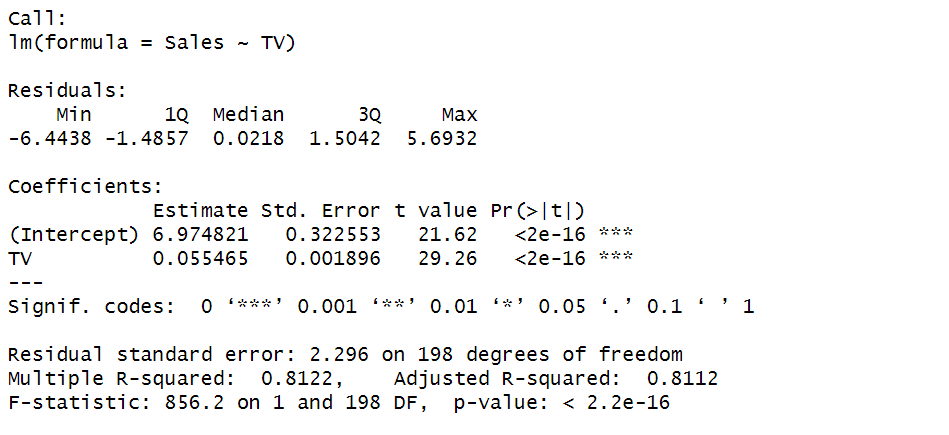 Call:
lm(formula = Sales ~ TV)
Residuals:
    Min      1Q  Median      3Q     Max
-6.4438 -1.4857  0.0218  1.5042  5.6932
Coefficients:
            Estimate Std. Error t value Pr(>|t|)
(Intercept) 6.974821   0.322553   21.62   <2e-16 ***
TV          0.055465   0.001896   29.26   <2e-16 ***
---
Signif. codes:  0 ‘***’ 0.001 ‘**’ 0.01 ‘*’ 0.05 ‘.’ 0.1 ‘ ’ 1
Residual standard error: 2.296 on 198 degrees of freedom
Multiple R-squared:  0.8122,    Adjusted R-squared:  0.8112
F-statistic: 856.2 on 1 and 198 DF,  p-value: < 2.2e-16